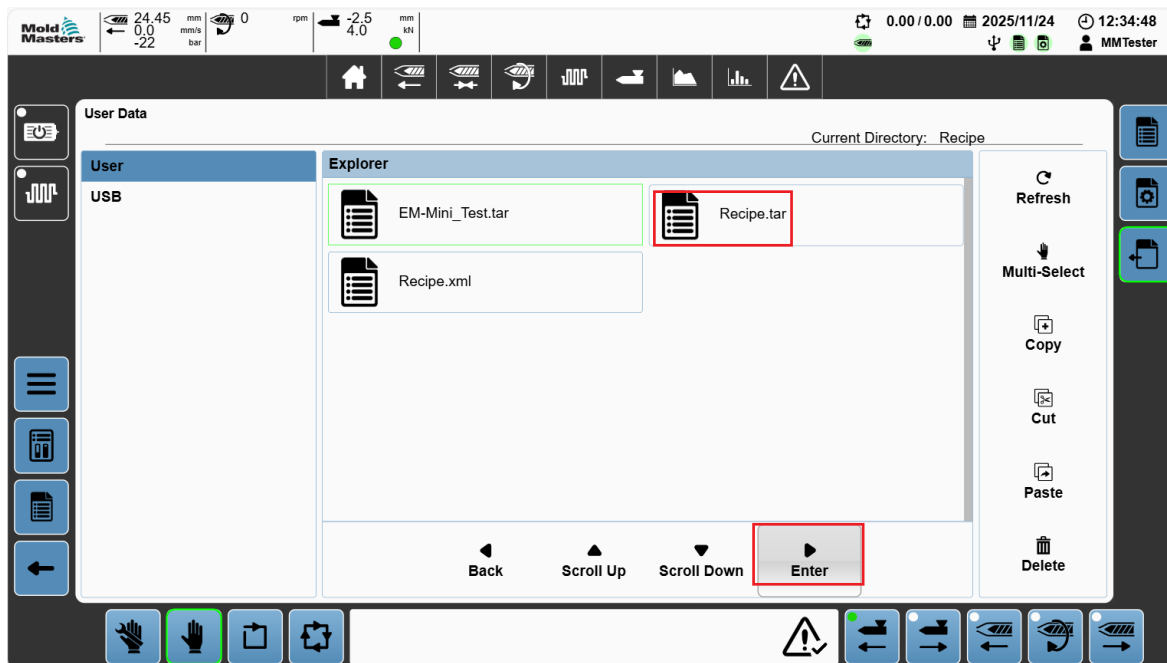 Mold Masters
24.45 mm
0.0 mm/s
-22 bar
0 rpm
-2.5 mm
4.0 kN
0.00 / 0.00
2025/11/24
12:34:48
MMTester
User Data
Current Directory: Recipe
User
USB
Explorer
EM-Mini_Test.tar
Recipe.tar
Recipe.xml
Back
Scroll Up
Scroll Down
Enter
Refresh
Multi-Select
Copy
Cut
Paste
Delete